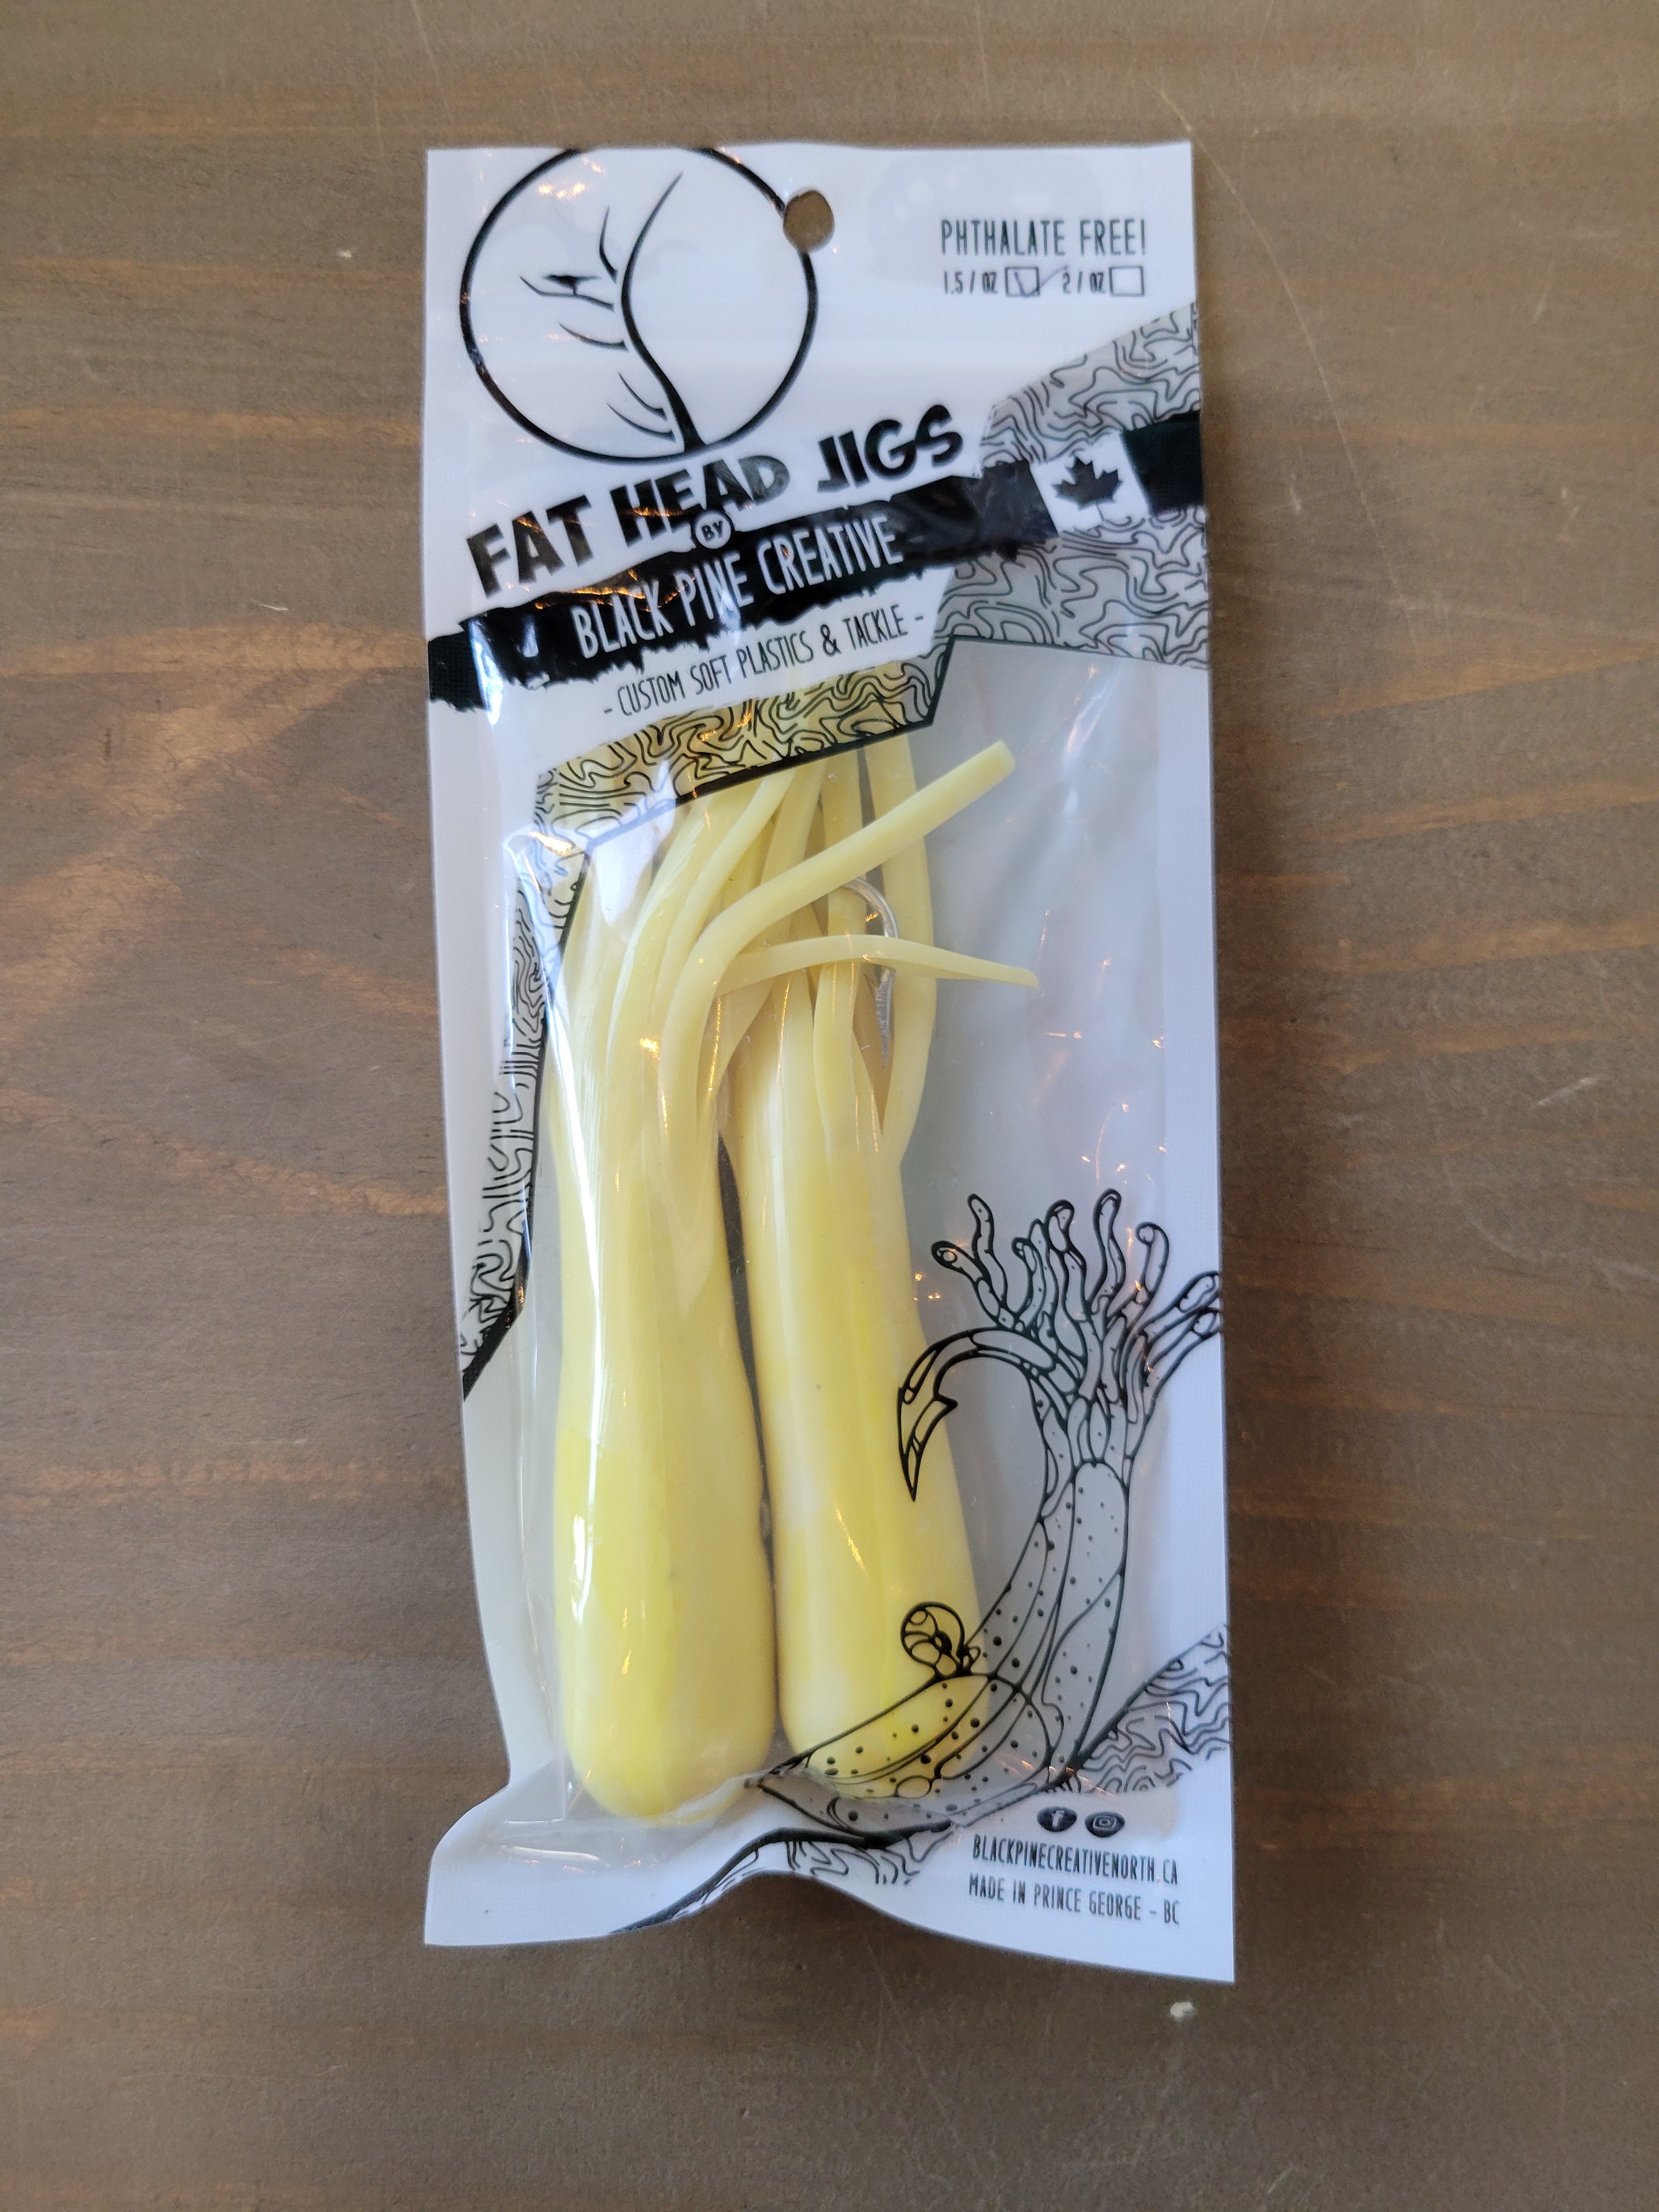 PHTHALATE FREE!
1.5 / OZ 2 / OZ
FAT HEAD JIGS
BY
BLACK PINE CREATIVE
- CUSTOM SOFT PLASTICS & TACKLE -
BLACKPINECREATIVENORTH.CA
MADE IN PRINCE GEORGE - BC